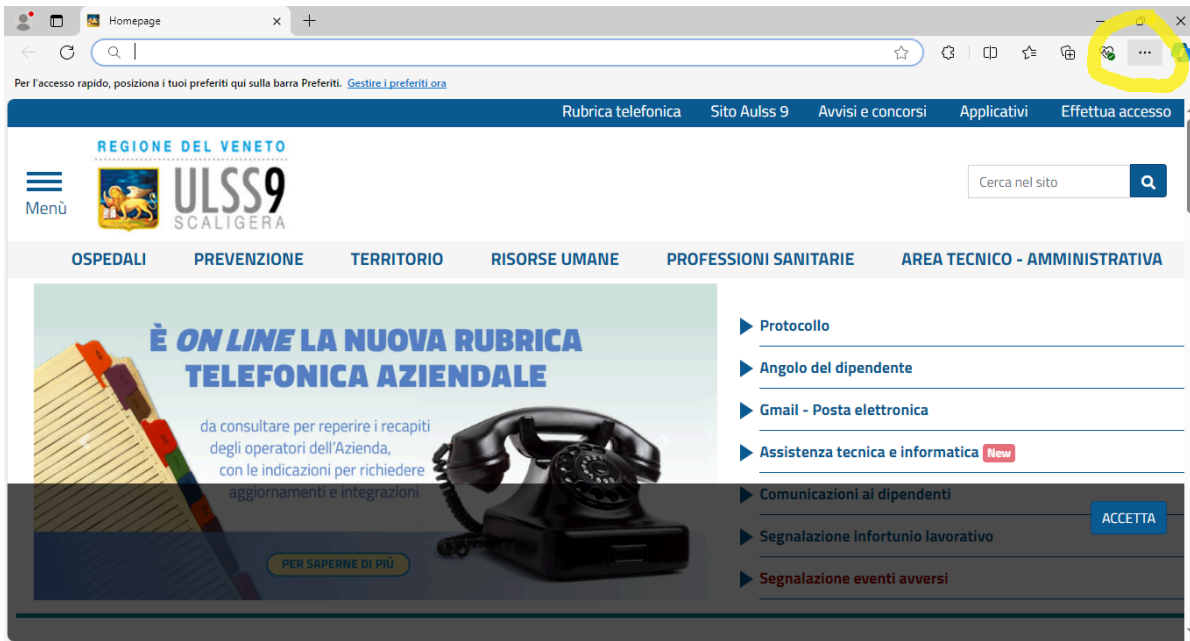 Homepage
Per l'accesso rapido, posiziona i tuoi preferiti qui sulla barra Preferiti. Gestire i preferiti ora
Rubrica telefonica Sito Aulss 9 Avvisi e concorsi Applicativi Effettua accesso
REGIONE DEL VENETO
ULSS9
SCALIGERA
Menù
Cerca nel sito
OSPEDALI PREVENZIONE TERRITORIO RISORSE UMANE PROFESSIONI SANITARIE AREA TECNICO - AMMINISTRATIVA
È ON LINE LA NUOVA RUBRICA
TELEFONICA AZIENDALE
da consultare per reperire i recapiti
degli operatori dell'Azienda,
con le indicazioni per richiedere
aggiornamenti e integrazioni
PER SAPERNE DI PIÙ
Protocollo
Angolo del dipendente
Gmail - Posta elettronica
Assistenza tecnica e informatica New
Comunicazioni ai dipendenti
Segnalazione infortunio lavorativo
Segnalazione eventi avversi
ACCETTA